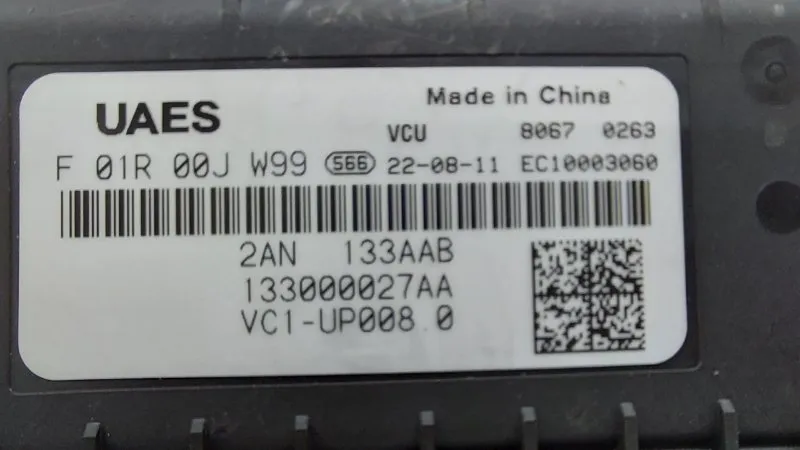 UAES
Made in China
VCU 8067 0263
F 01R 00J W99 566 22-08-11 EC10003060
2AN 133AAB
133000027AA
VC1-UP008.0